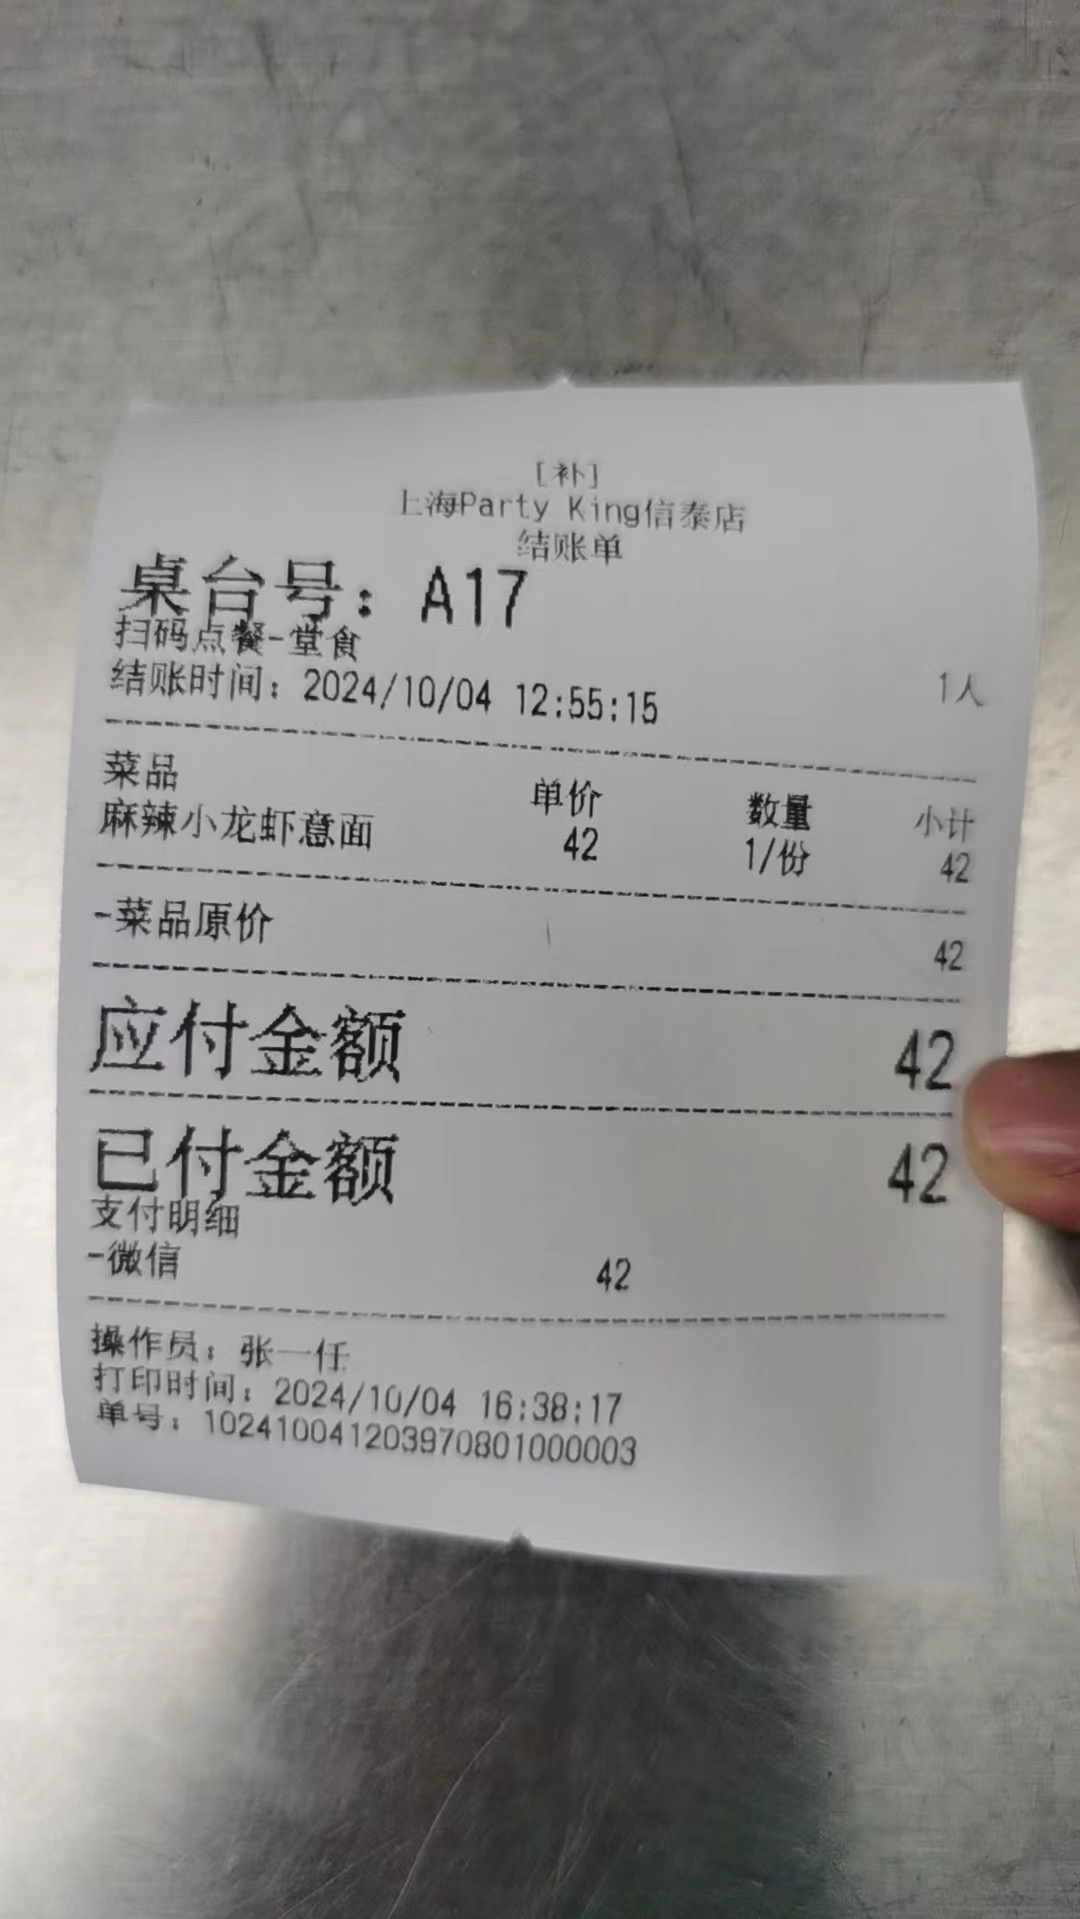 [补]
上海Party King信泰店
结账单
桌台号：A17
扫码点餐-堂食
结账时间：2024/10/04 12:55:15 1人
菜品 单价 数量 小计
麻辣小龙虾意面 42 1/份 42
-菜品原价 42
应付金额 42
已付金额 42
支付明细
-微信 42
操作员：张一任
打印时间：2024/10/04 16:38:17
单号：102410041203970801000003